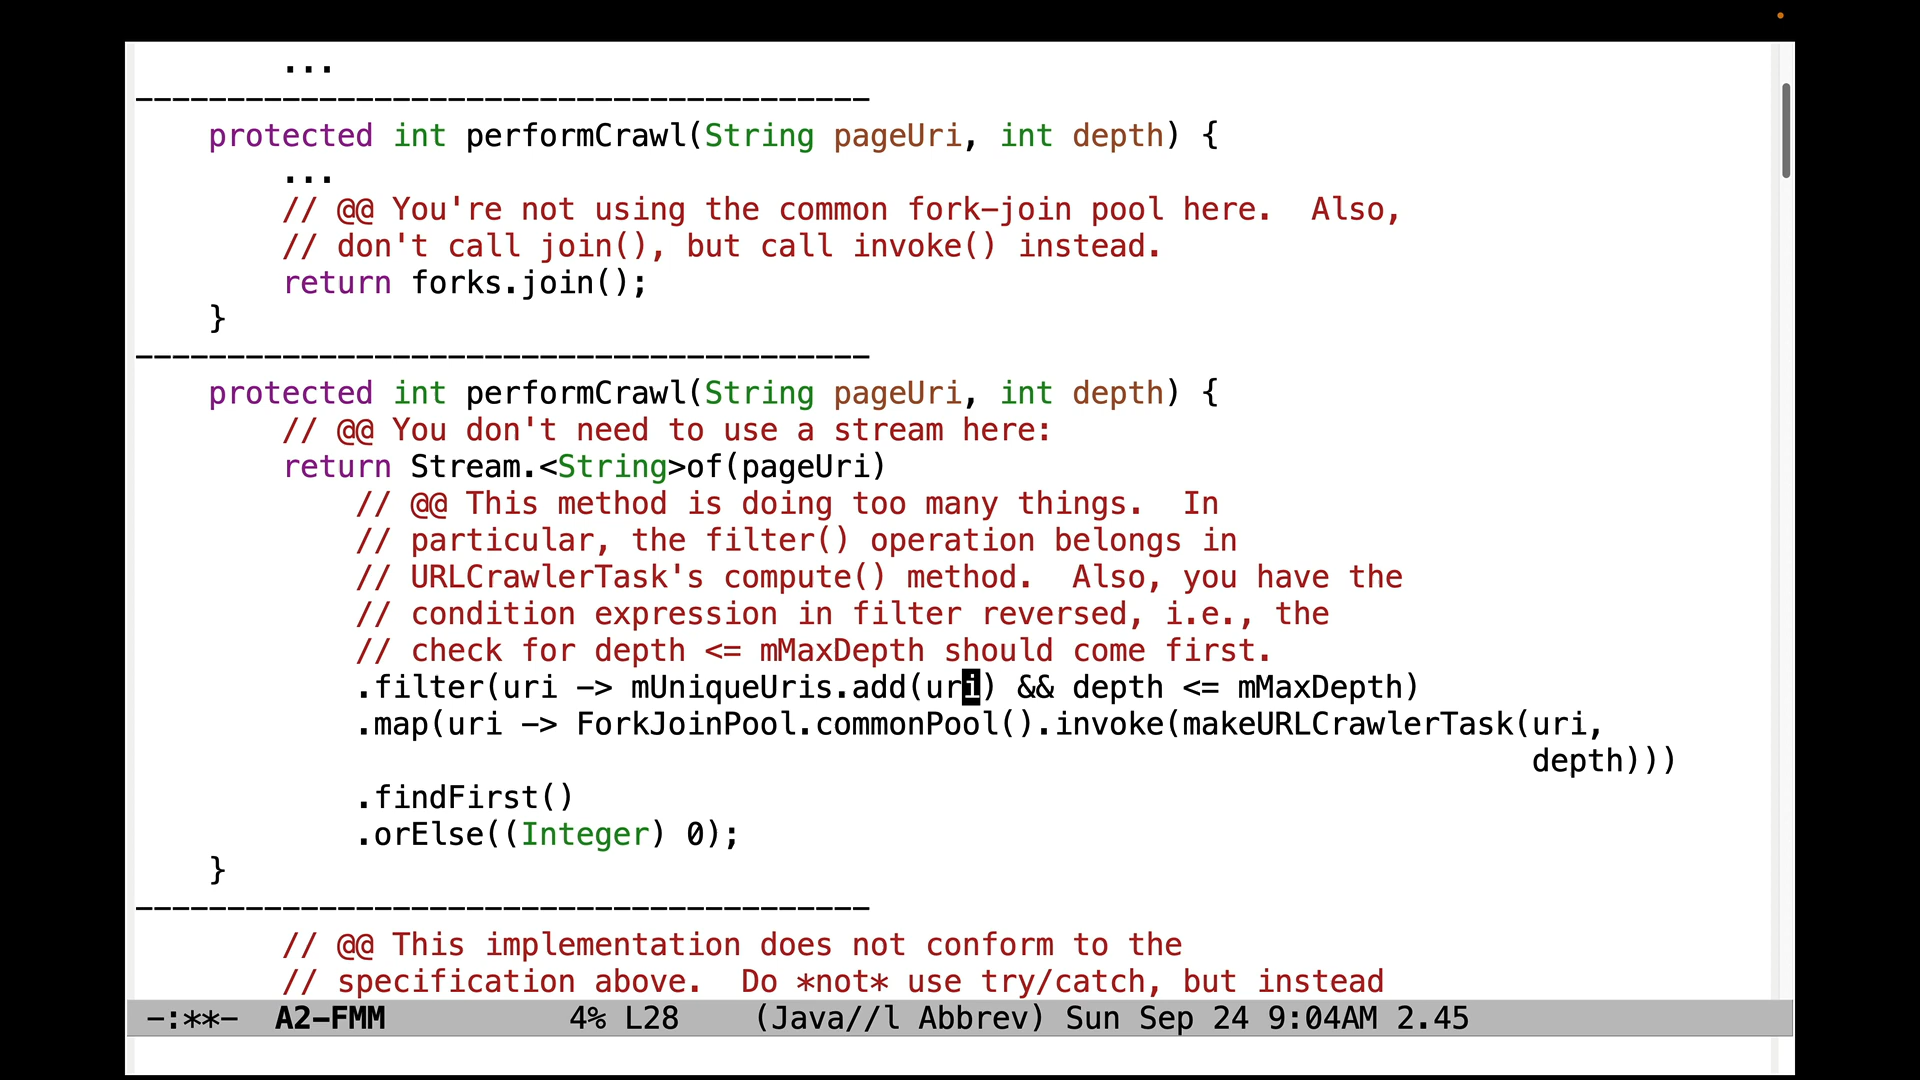 ...
----------------------------------------
protected int performCrawl(String pageUri, int depth) {
...
// @@ You're not using the common fork-join pool here.  Also,
// don't call join(), but call invoke() instead.
return forks.join();
}
----------------------------------------
protected int performCrawl(String pageUri, int depth) {
// @@ You don't need to use a stream here:
return Stream.<String>of(pageUri)
// @@ This method is doing too many things.  In
// particular, the filter() operation belongs in
// URLCrawlerTask's compute() method.  Also, you have the
// condition expression in filter reversed, i.e., the
// check for depth <= mMaxDepth should come first.
.filter(uri -> mUniqueUris.add(uri) && depth <= mMaxDepth)
.map(uri -> ForkJoinPool.commonPool().invoke(makeURLCrawlerTask(uri,
depth)))
.findFirst()
.orElse((Integer) 0);
}
----------------------------------------
// @@ This implementation does not conform to the
// specification above.  Do *not* use try/catch, but instead
-:**-  A2-FMM  4% L28  (Java//l Abbrev) Sun Sep 24 9:04AM 2.45